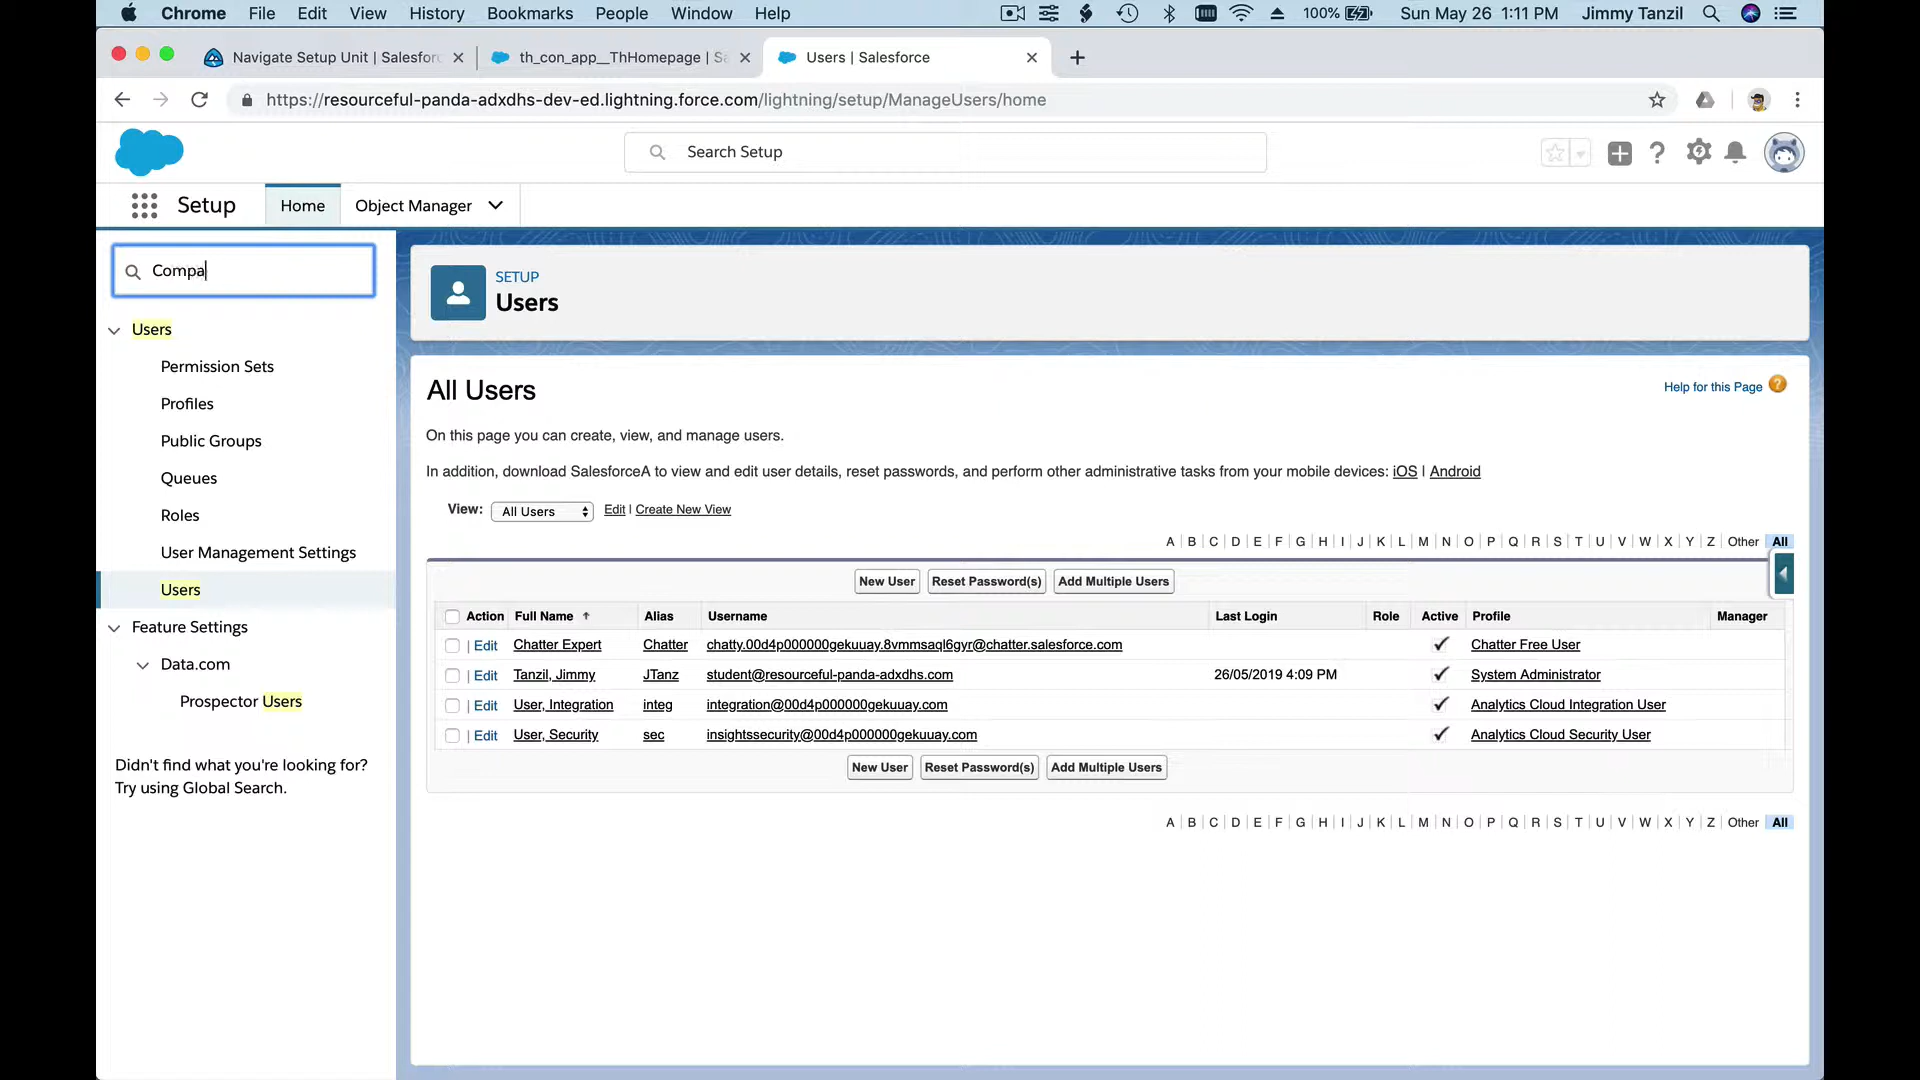 Chrome File Edit View History Bookmarks People Window Help 100% Sun May 26 1:11 PM Jimmy Tanzil
Navigate Setup Unit | Salesforc th_con_app__ThHomepage | Sa Users | Salesforce
https://resourceful-panda-adxdhs-dev-ed.lightning.force.com/lightning/setup/ManageUsers/home
Search Setup
Setup Home Object Manager
Compa
Users
Permission Sets
Profiles
Public Groups
Queues
Roles
User Management Settings
Users
Feature Settings
Data.com
Prospector Users
Didn't find what you're looking for?
Try using Global Search.
SETUP
Users
All Users
Help for this Page ?
On this page you can create, view, and manage users.
In addition, download SalesforceA to view and edit user details, reset passwords, and perform other administrative tasks from your mobile devices: iOS | Android
View: All Users Edit | Create New View
A | B | C | D | E | F | G | H | I | J | K | L | M | N | O | P | Q | R | S | T | U | V | W | X | Y | Z | Other | All
New User Reset Password(s) Add Multiple Users
Action Full Name ↑ Alias Username Last Login Role Active Profile Manager
| Edit Chatter Expert Chatter chatty.00d4p000000gekuuay.8vmmsaql6gyr@chatter.salesforce.com ✓ Chatter Free User
| Edit Tanzil, Jimmy JTanz student@resourceful-panda-adxdhs.com 26/05/2019 4:09 PM ✓ System Administrator
| Edit User, Integration integ integration@00d4p000000gekuuay.com ✓ Analytics Cloud Integration User
| Edit User, Security sec insightssecurity@00d4p000000gekuuay.com ✓ Analytics Cloud Security User
New User Reset Password(s) Add Multiple Users
A | B | C | D | E | F | G | H | I | J | K | L | M | N | O | P | Q | R | S | T | U | V | W | X | Y | Z | Other | All